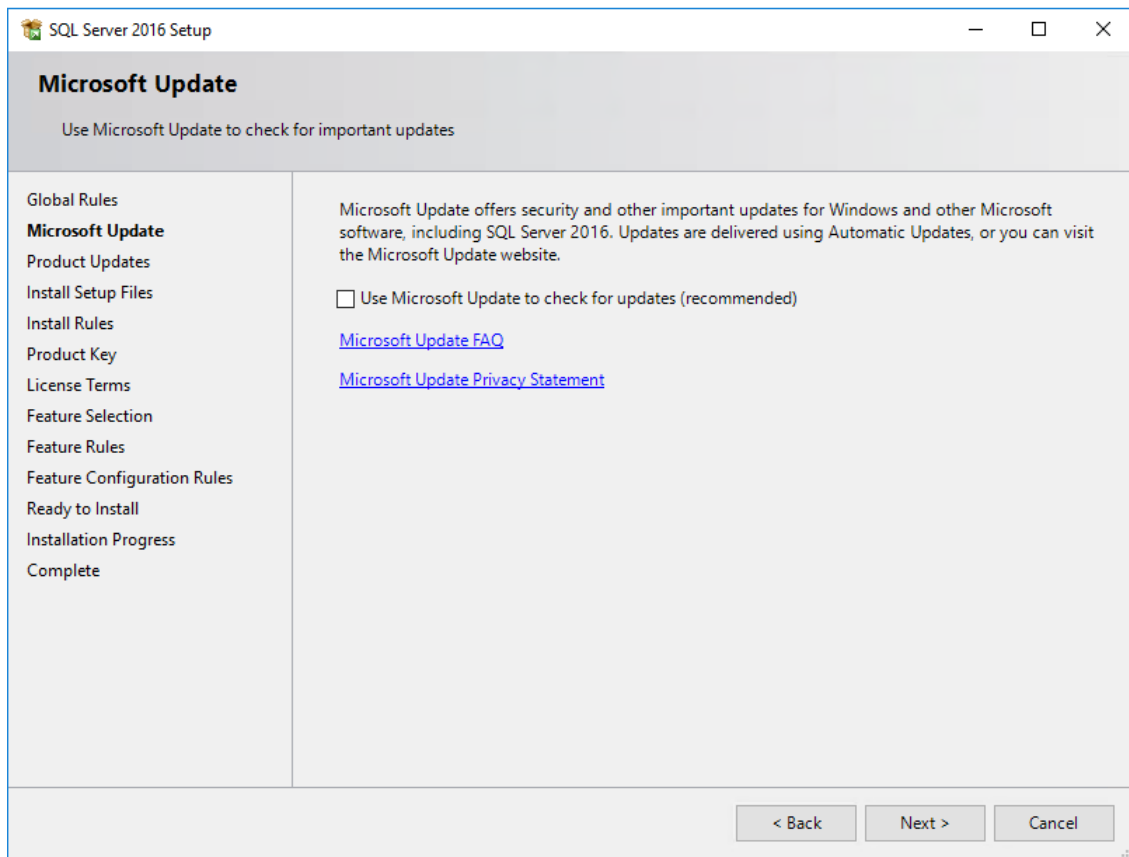 SQL Server 2016 Setup
Microsoft Update
Use Microsoft Update to check for important updates
Global Rules
Microsoft Update
Product Updates
Install Setup Files
Install Rules
Product Key
License Terms
Feature Selection
Feature Rules
Feature Configuration Rules
Ready to Install
Installation Progress
Complete
Microsoft Update offers security and other important updates for Windows and other Microsoft
software, including SQL Server 2016. Updates are delivered using Automatic Updates, or you can visit
the Microsoft Update website.
Use Microsoft Update to check for updates (recommended)
Microsoft Update FAQ
Microsoft Update Privacy Statement
< Back
Next >
Cancel